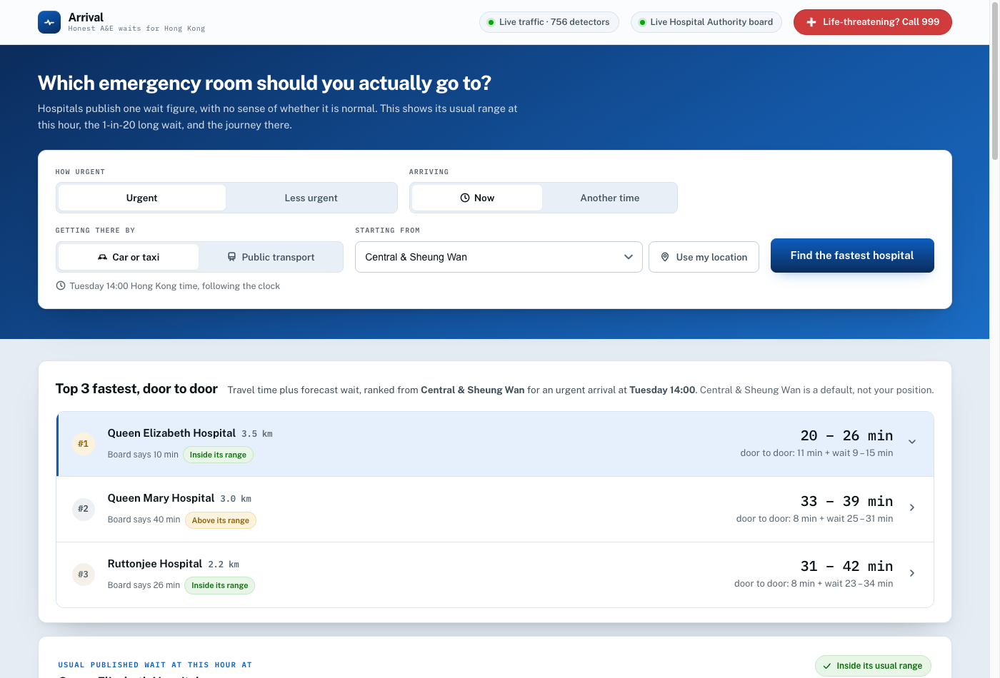 Arrival
Honest A&E waits for Hong Kong
Live traffic · 756 detectors
Live Hospital Authority board
Life-threatening? Call 999
Which emergency room should you actually go to?
Hospitals publish one wait figure, with no sense of whether it is normal. This shows its usual range at
this hour, the 1-in-20 long wait, and the journey there.
HOW URGENT
ARRIVING
Urgent
Less urgent
Now
Another time
GETTING THERE BY
STARTING FROM
Car or taxi
Public transport
Central & Sheung Wan
Use my location
Find the fastest hospital
Tuesday 14:00 Hong Kong time, following the clock
Top 3 fastest, door to door
Travel time plus forecast wait, ranked from Central & Sheung Wan for an urgent arrival at Tuesday 14:00. Central & Sheung Wan is a default, not your position.
#1
Queen Elizabeth Hospital 3.5 km
Board says 10 min
Inside its range
20 – 26 min
door to door: 11 min + wait 9–15 min
#2
Queen Mary Hospital 3.0 km
Board says 40 min
Above its range
33 – 39 min
door to door: 8 min + wait 25–31 min
#3
Ruttonjee Hospital 2.2 km
Board says 26 min
Inside its range
31 – 42 min
door to door: 8 min + wait 23–34 min
USUAL PUBLISHED WAIT AT THIS HOUR AT
Inside its usual range